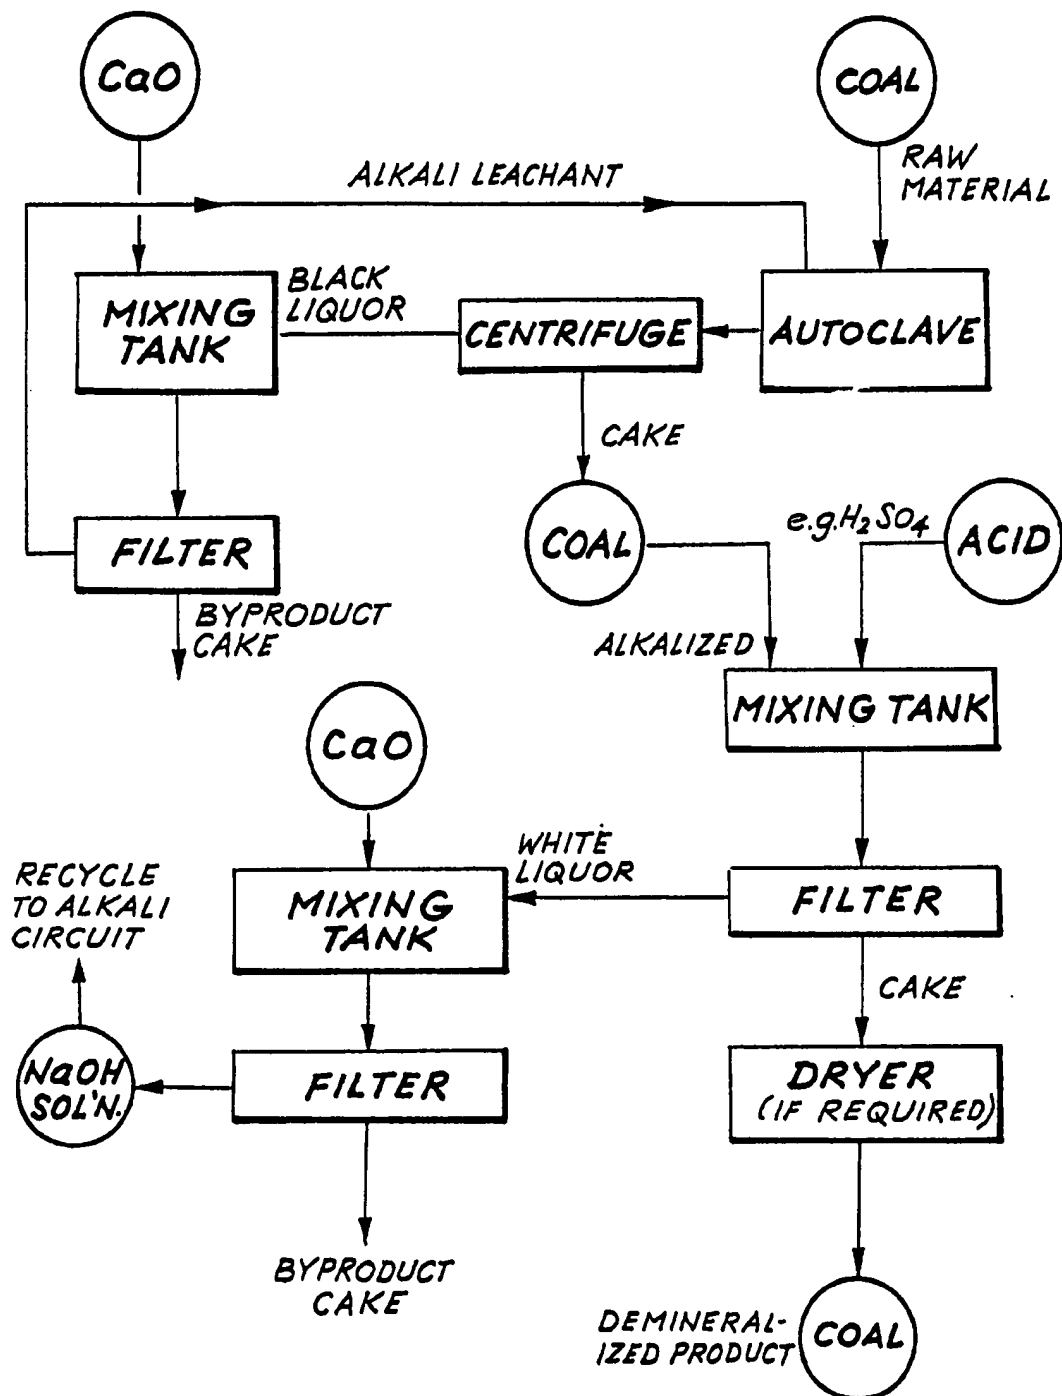 CaO
COAL
RAW
MATERIAL
ALKALI LEACHANT
MIXING
TANK
BLACK
LIQUOR
CENTRIFUGE
AUTOCLAVE
CAKE
FILTER
COAL
e.g. H2SO4
ACID
BYPRODUCT
CAKE
ALKALIZED
MIXING TANK
CaO
WHITE
LIQUOR
RECYCLE
TO ALKALI
CIRCUIT
MIXING
TANK
FILTER
CAKE
NaOH
SOL'N.
FILTER
DRYER
(IF REQUIRED)
BYPRODUCT
CAKE
DEMINERAL-
IZED PRODUCT
COAL